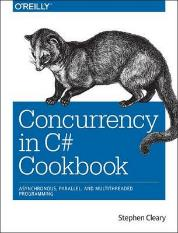 O'REILLY®
Concurrency
in C#
Cookbook
ASYNCHRONOUS, PARALLEL, AND MULTITHREADED
PROGRAMMING
Stephen Cleary